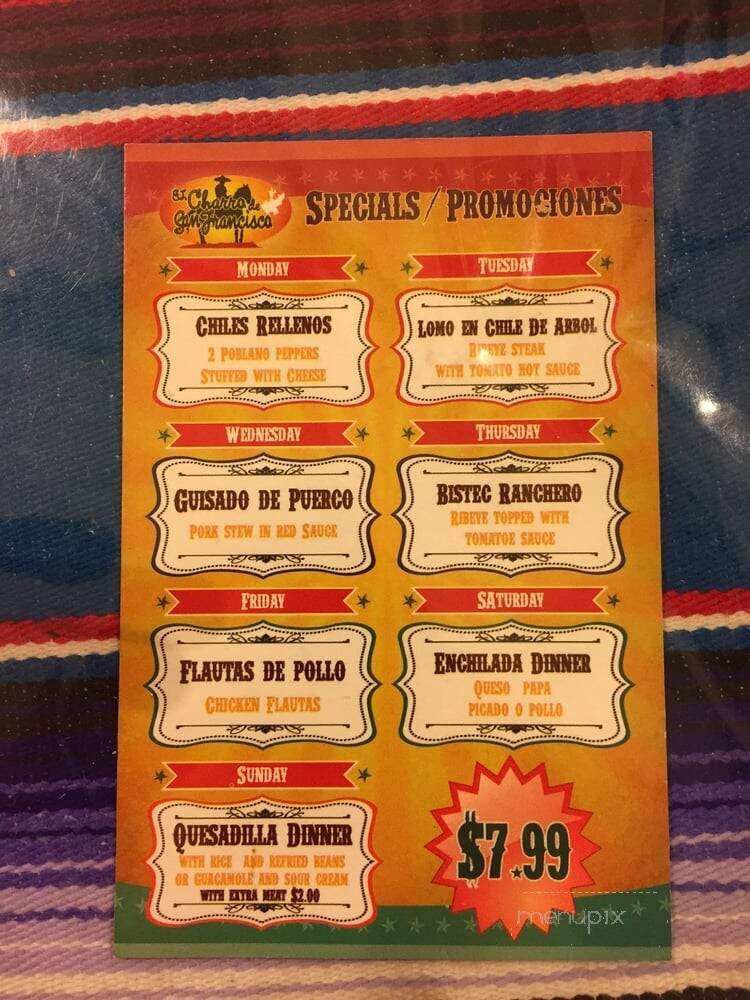 El Charro de
San Francisco
Specials / Promociones
Monday
Chiles Rellenos
2 Poblano peppers
Stuffed with Cheese
Tuesday
Lomo en Chile De Arbol
Ribeye steak
with tomato hot sauce
Wednesday
Guisado de Puerco
Pork stew in red Sauce
Thursday
Bistec Ranchero
Ribeye topped with
tomatoe sauce
Friday
Flautas de pollo
Chicken Flautas
SAturday
Enchilada Dinner
Queso papa
picado o pollo
Sunday
Quesadilla Dinner
with rice and refried beans
or guacamole and sour cream
with extra meat $2.00
$7.99
menupix